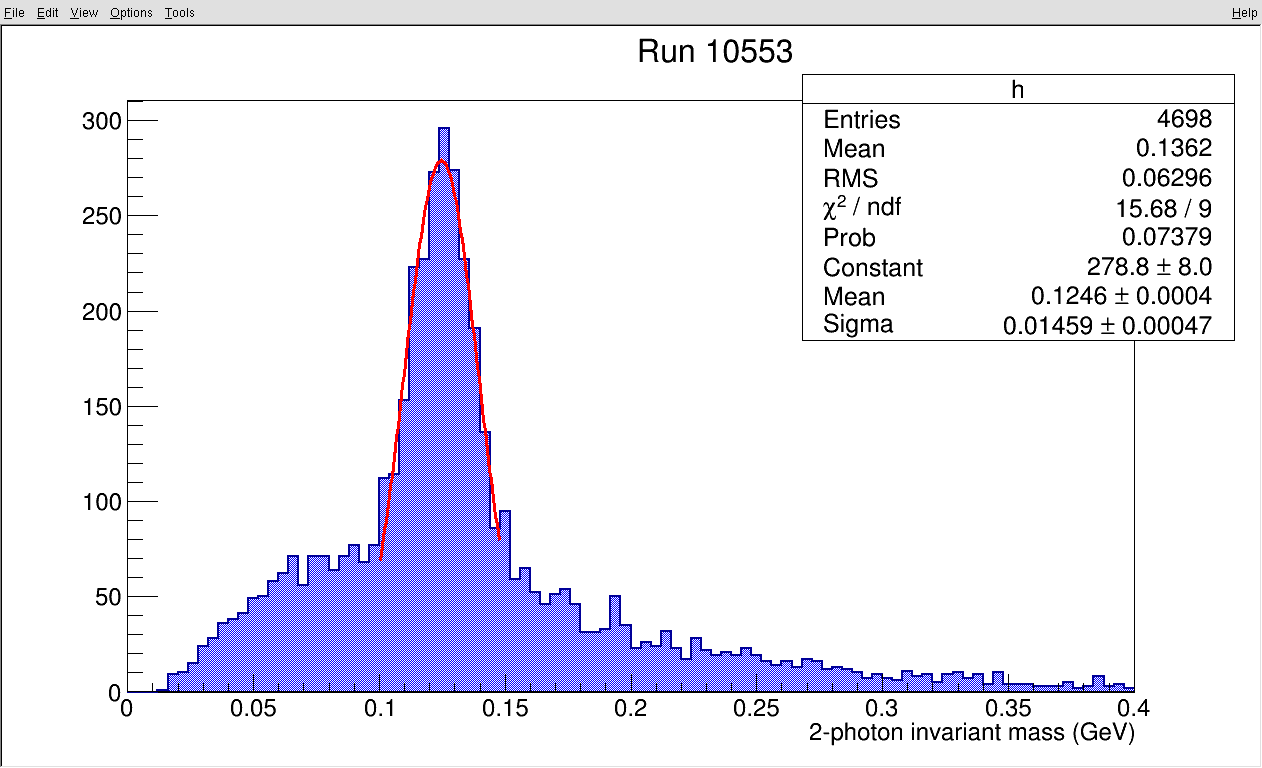 File Edit View Options Tools Help
Run 10553
h
Entries 4698
Mean 0.1362
RMS 0.06296
χ² / ndf 15.68 / 9
Prob 0.07379
Constant 278.8 ± 8.0
Mean 0.1246 ± 0.0004
Sigma 0.01459 ± 0.00047
300
250
200
150
100
50
0
0 0.05 0.1 0.15 0.2 0.25 0.3 0.35 0.4
2-photon invariant mass (GeV)